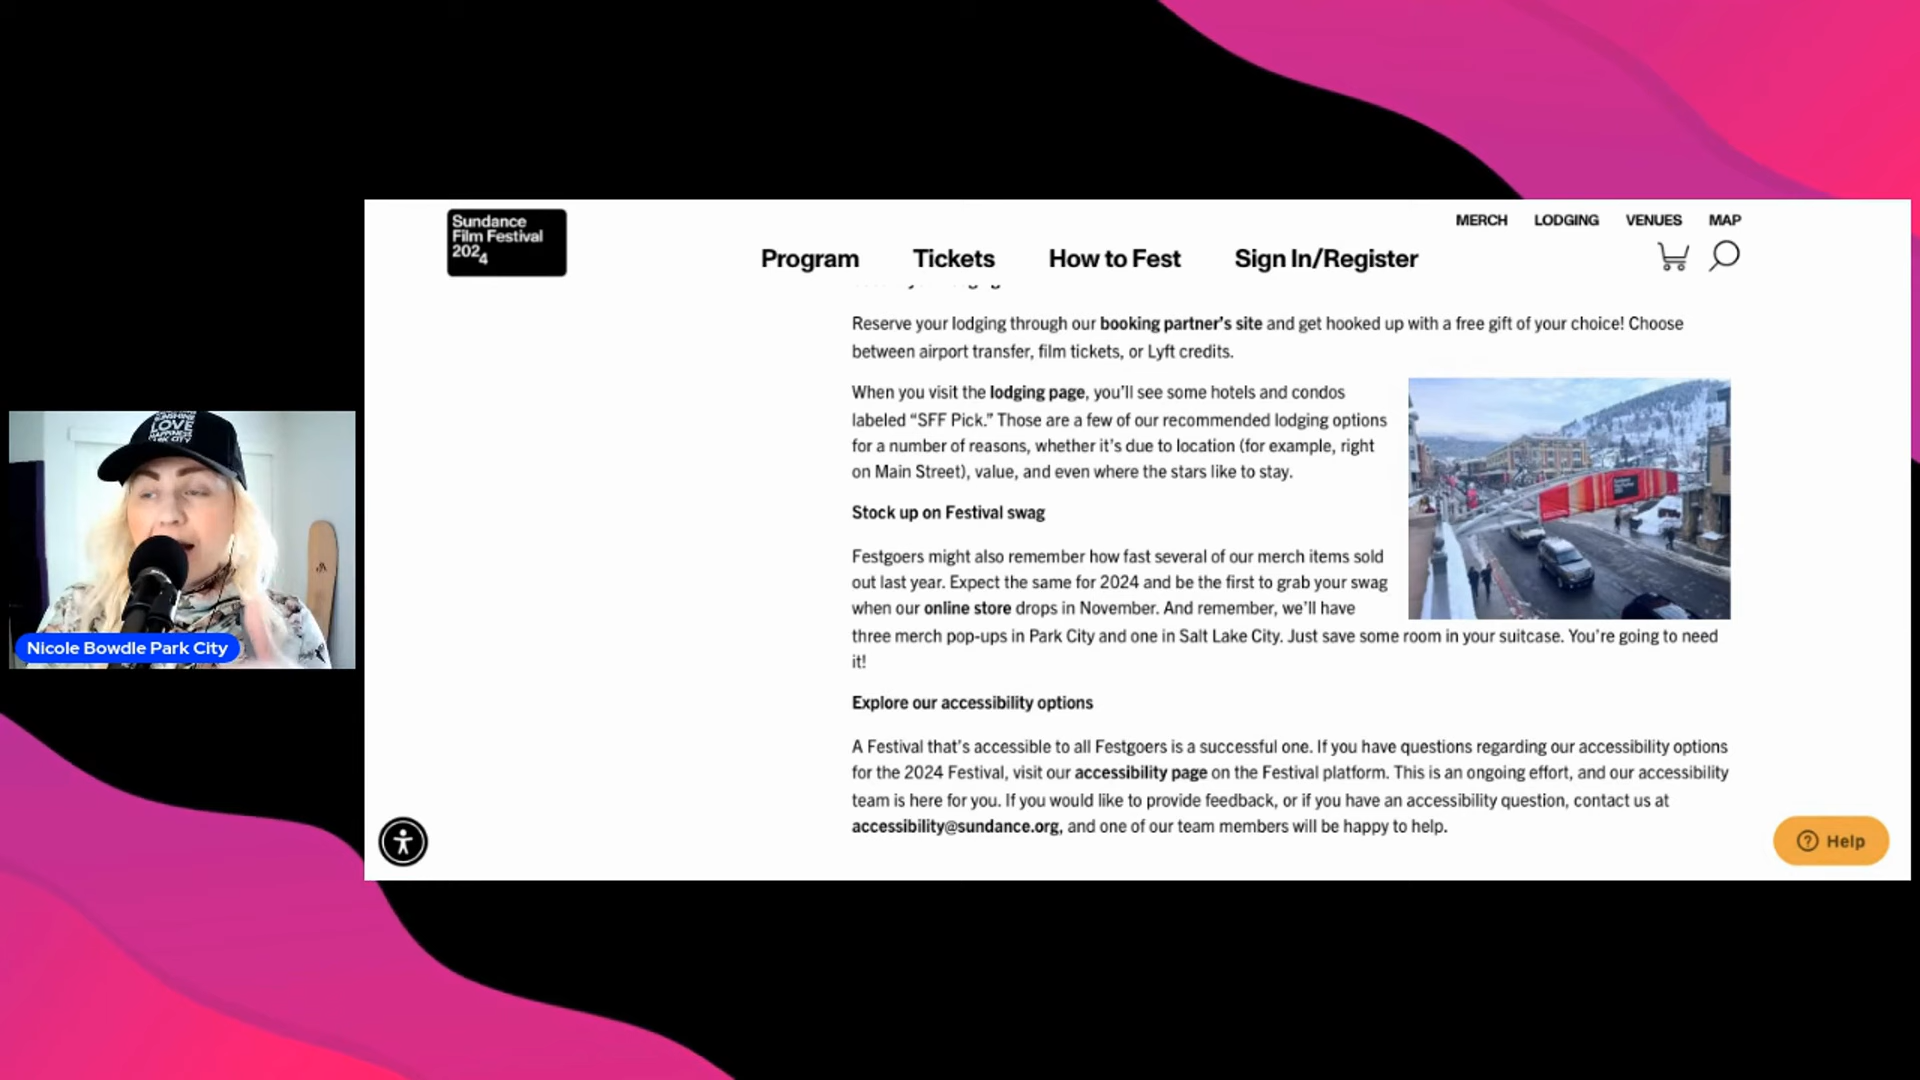 Sundance
Film Festival
2024
MERCH LODGING VENUES MAP
Program Tickets How to Fest Sign In/Register
Reserve your lodging through our booking partner's site and get hooked up with a free gift of your choice! Choose
between airport transfer, film tickets, or Lyft credits.
When you visit the lodging page, you'll see some hotels and condos
labeled “SFF Pick.” Those are a few of our recommended lodging options
for a number of reasons, whether it's due to location (for example, right
on Main Street), value, and even where the stars like to stay.
Stock up on Festival swag
Festgoers might also remember how fast several of our merch items sold
out last year. Expect the same for 2024 and be the first to grab your swag
when our online store drops in November. And remember, we'll have
three merch pop-ups in Park City and one in Salt Lake City. Just save some room in your suitcase. You're going to need
it!
Explore our accessibility options
A Festival that's accessible to all Festgoers is a successful one. If you have questions regarding our accessibility options
for the 2024 Festival, visit our accessibility page on the Festival platform. This is an ongoing effort, and our accessibility
team is here for you. If you would like to provide feedback, or if you have an accessibility question, contact us at
accessibility@sundance.org, and one of our team members will be happy to help.
Help
LOVE
HAPPINESS
PARK CITY
Nicole Bowdle Park City